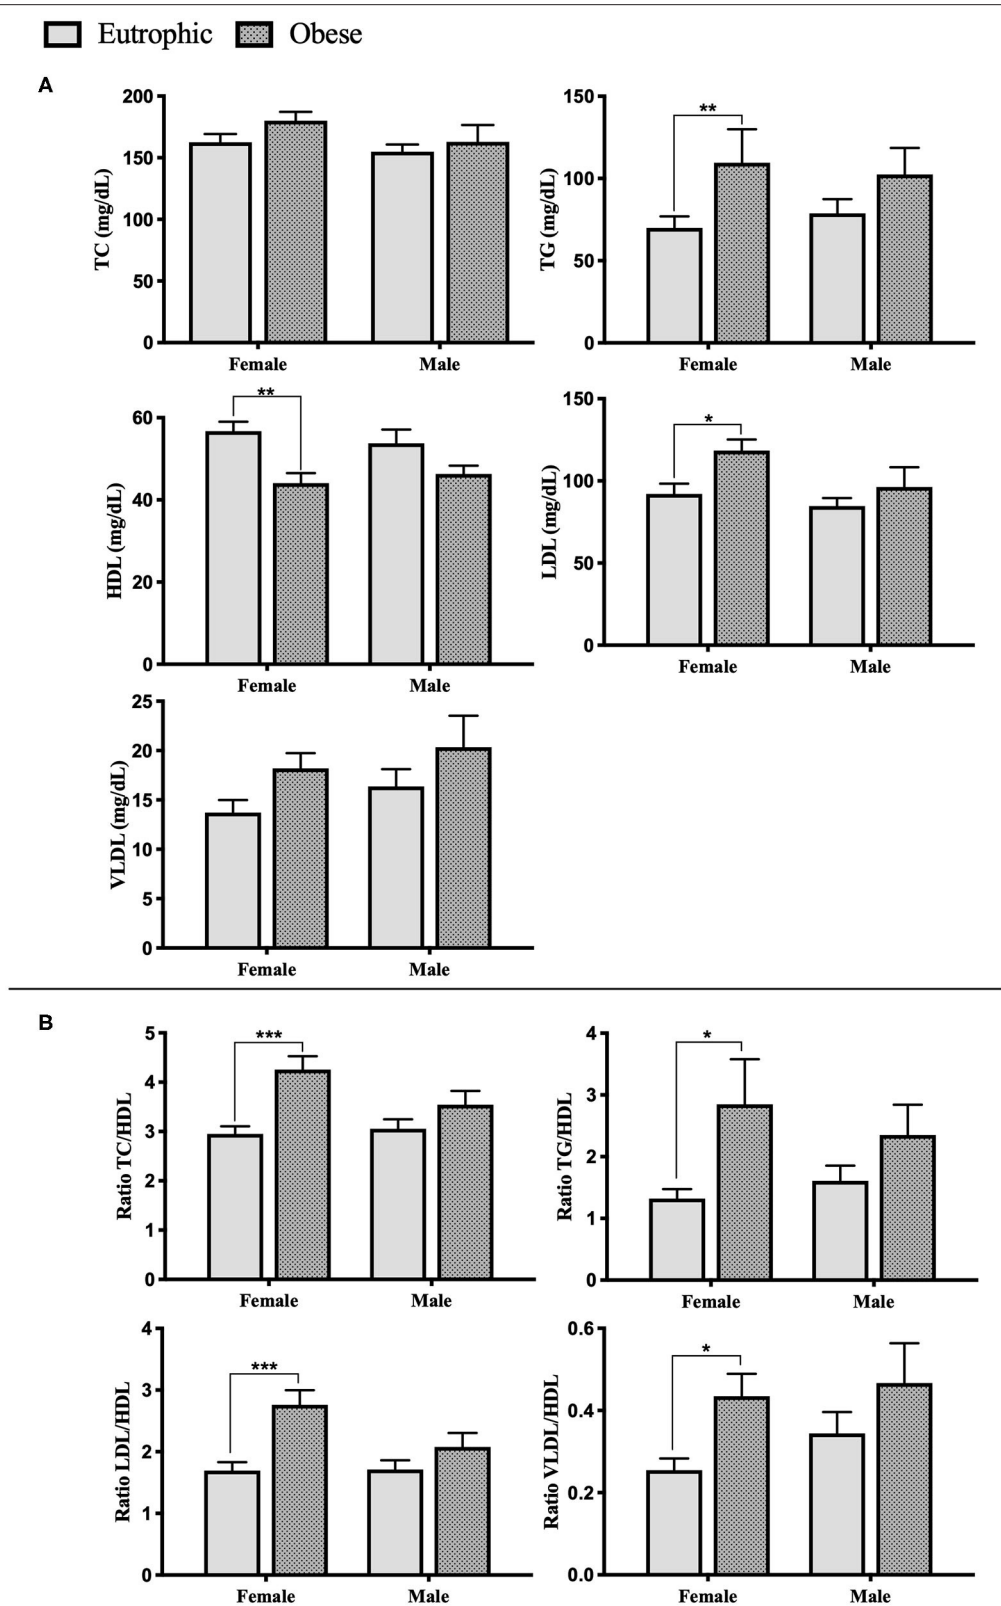 Eutrophic Obese
A
TC (mg/dL)
200
150
100
50
0
Female Male
TG (mg/dL)
150
100
50
0
**
Female Male
HDL (mg/dL)
60
40
20
0
**
Female Male
LDL (mg/dL)
150
100
50
0
*
Female Male
VLDL (mg/dL)
25
20
15
10
5
0
Female Male
B
Ratio TC/HDL
5
4
3
2
1
0
***
Female Male
Ratio TG/HDL
4
3
2
1
0
*
Female Male
Ratio LDL/HDL
4
3
2
1
0
***
Female Male
Ratio VLDL/HDL
0.6
0.4
0.2
0.0
*
Female Male